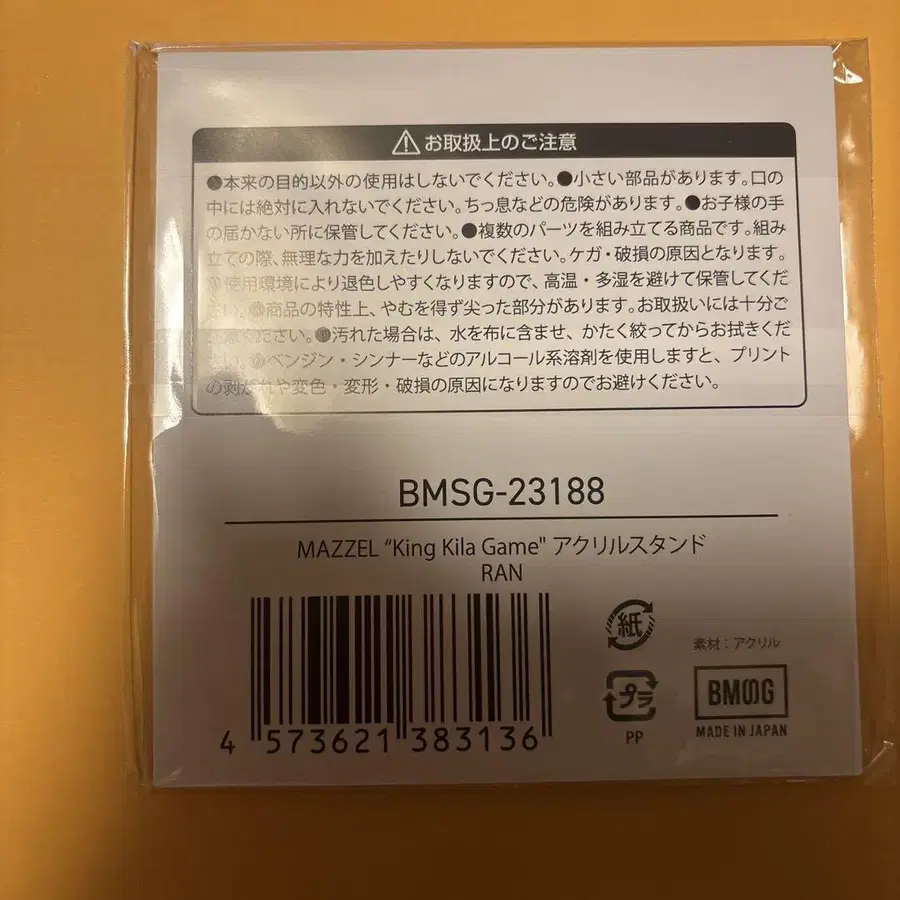 ⚠お取扱上のご注意
●本来の目的以外の使用はしないでください。●小さい部品があります。口の
中には絶対に入れないでください。ちっ息などの危険があります。●お子様の手
の届かない所に保管してください。●複数のパーツを組み立てる商品です。組み
立ての際、無理な力を加えたりしないでください。ケガ・破損の原因となります。
●使用環境により退色しやすくなりますので、高温・多湿を避けて保管してくだ
さい。●商品の特性上、やむを得ず尖った部分があります。お取扱いには十分ご
注意ください。●汚れた場合は、水を布に含ませ、かたく絞ってからお拭きくだ
さい。●ベンジン・シンナーなどのアルコール系溶剤を使用しますと、プリント
の剥がれや変色・変形・破損の原因になりますのでお避けください。
BMSG-23188
MAZZEL “King Kila Game" アクリルスタンド
RAN
4 573621 383136
紙
プラ
PP
素材：アクリル
BMSG
MADE IN JAPAN